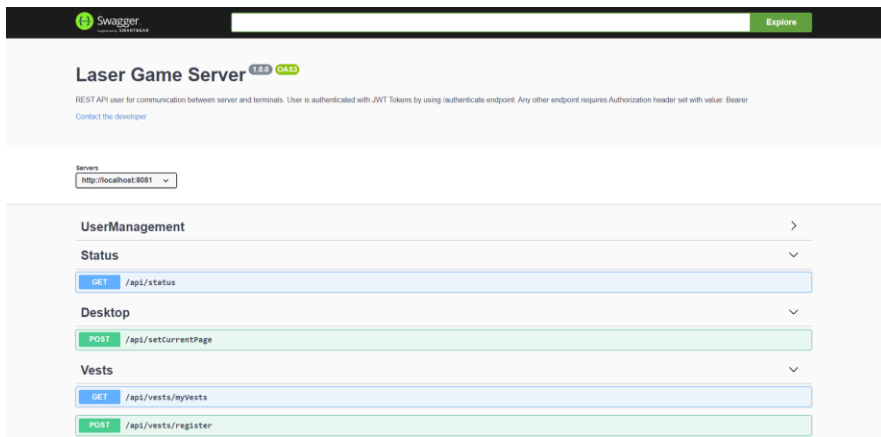 Swagger.
Supported by SMARTBEAR
Explore
Laser Game Server 1.0.0 OAS3
REST API user for communication between server and terminals. User is authenticated with JWT Tokens by using /authenticate endpoint. Any other endpoint requires Authorization header set with value: Bearer
Contact the developer
Servers
http://localhost:8081
UserManagement
Status
GET /api/status
Desktop
POST /api/setCurrentPage
Vests
GET /api/vests/myVests
POST /api/vests/register